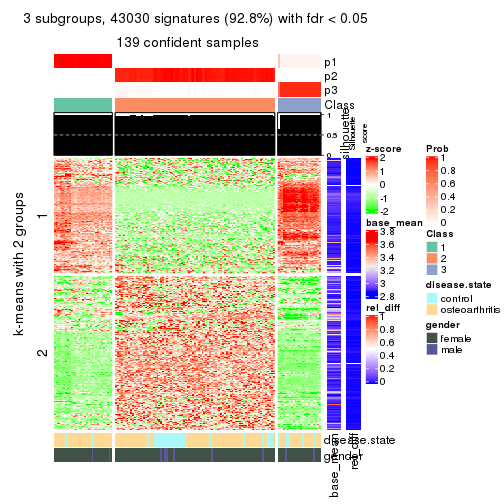 3 subgroups, 43030 signatures (92.8%) with fdr < 0.05
139 confident samples
p1
p2
p3
Class
1
0.5
0
silhouette
Silhouette
score
k-means with 2 groups
1
2
disease.state
gender
base_mean
rel_diff
z-score
2
1
0
-1
-2
base_mean
3.8
3.6
3.4
3.2
3
2.8
rel_diff
1
0.8
0.6
0.4
0.2
0
Prob
1
0.8
0.6
0.4
0.2
0
Class
1
2
3
disease.state
control
osteoarthritis
gender
female
male